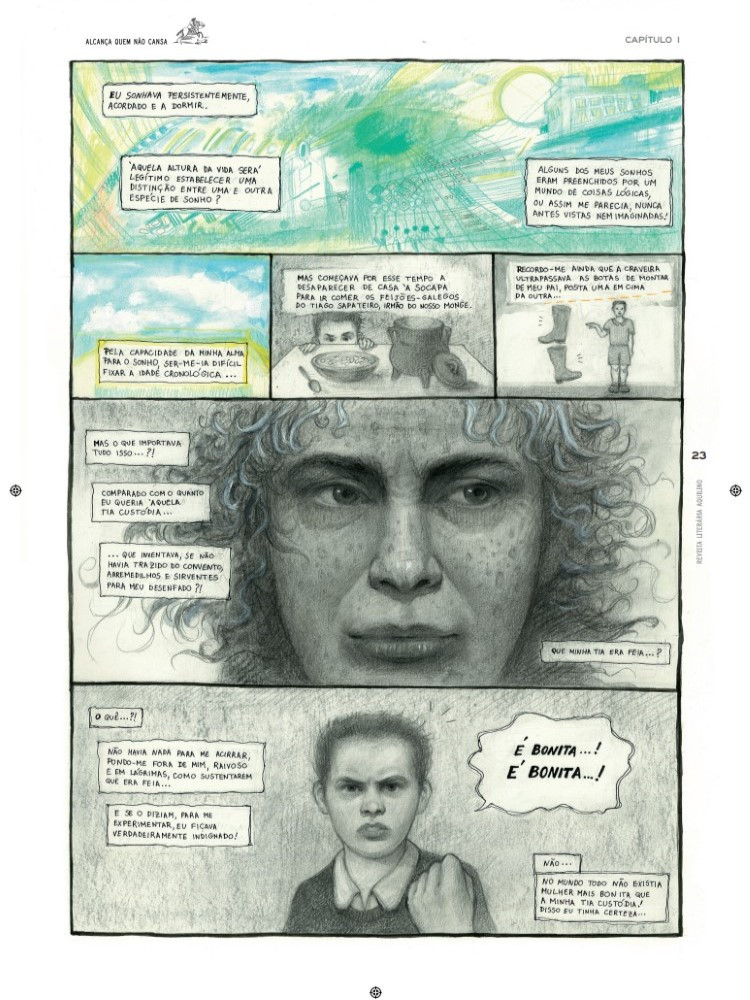 ALCANÇA QUEM NÃO CANSA
CAPÍTULO I
EU SONHAVA PERSISTENTEMENTE,
ACORDADO E A DORMIR..
'AQUELA ALTURA DA VIDA SERA'
LEGÍTIMO ESTABELECER UMA
DISTINÇÃO ENTRE UMA E OUTRA
ESPECIE DE SONHO?
ALGUNS DOS MEUS SONHOS
ERAM PREENCHIDOS POR UM
MUNDO DE COISAS LÓGICAS,
OU ASSIM ME PARECIA, NUNCA
ANTES VISTAS NEM IMAGINADAS!
PELA CAPACIDADE DA MINHA ALMA
PARA O SONHO, SER-ME-IA DIFÍCIL
FIXAR A IDADE CRONOLÓGICA...
MAS COMEÇAVA POR ESSE TEMPO A
DESAPARECER DE CASA 'A SOCAPA
PARA IR COMER OS FEIJÕES-GALEGOS
DO TIAGO SAPATEIRO, IRMÃO DO NOSSO MONGE.
RECORDO-ME AINDA QUE A CRAVEIRA
ULTRAPASSAVA AS BOTAS DE MONTAR
DE MEU PAI, POSTA UMA EM CIMA
DA OUTRA...
MAS O QUE IMPORTAVA
TUDO ISSO...?!
COMPARADO COM O QUANTO
EU QUERIA 'AQUELA
TIA CUSTÓDIA...
...QUE INVENTAVA, SE NÃO
HAVIA TRAZIDO DO CONVENTO,
ARREMEDILHOS E SIRVENTES
PARA MEU DESENFADO?!
QUE MINHA TIA ERA FEIA...?
23
REVISTA LITERÁRIA AQUILINO
O QUÊ...?!
NÃO HAVIA NADA PARA ME ACIRRAR,
PONDO-ME FORA DE MIM, RAIVOSO
E EM LÁGRIMAS, COMO SUSTENTAREM
QUE ERA FEIA...
E SE O DIZIAM, PARA ME
EXPERIMENTAR, EU FICAVA
VERDADEIRAMENTE INDIGNADO!
É BONITA...!
É BONITA...!
NÃO...
NO MUNDO TODO NÃO EXISTIA
MULHER MAIS BONITA QUE
A MINHA TIA CUSTÓDIA!
DISSO EU TINHA CERTEZA...